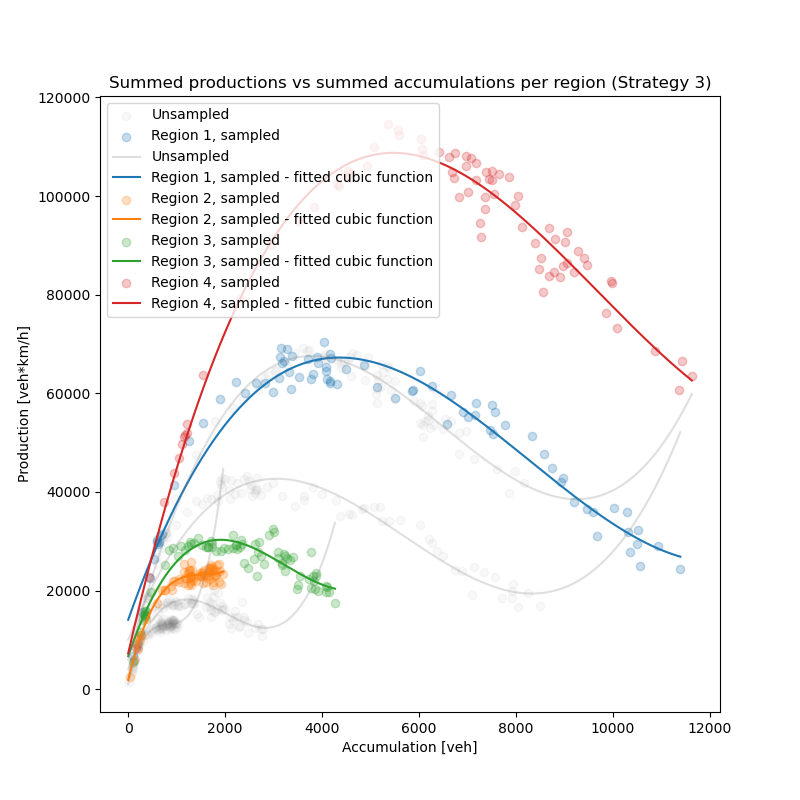 Summed productions vs summed accumulations per region (Strategy 3)
Unsampled
Region 1, sampled
Unsampled
Region 1, sampled - fitted cubic function
Region 2, sampled
Region 2, sampled - fitted cubic function
Region 3, sampled
Region 3, sampled - fitted cubic function
Region 4, sampled
Region 4, sampled - fitted cubic function
Production [veh*km/h]
120000
100000
80000
60000
40000
20000
0
0 2000 4000 6000 8000 10000 12000
Accumulation [veh]